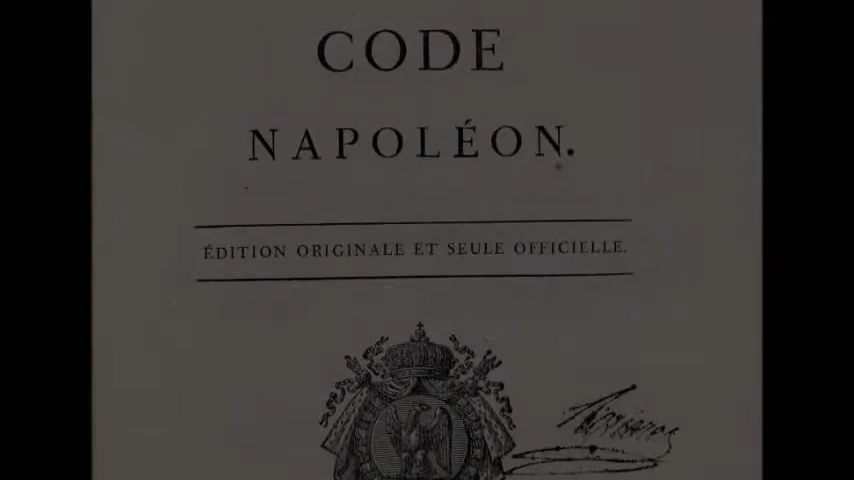 CODE
NAPOLÉON.
ÉDITION ORIGINALE ET SEULE OFFICIELLE.